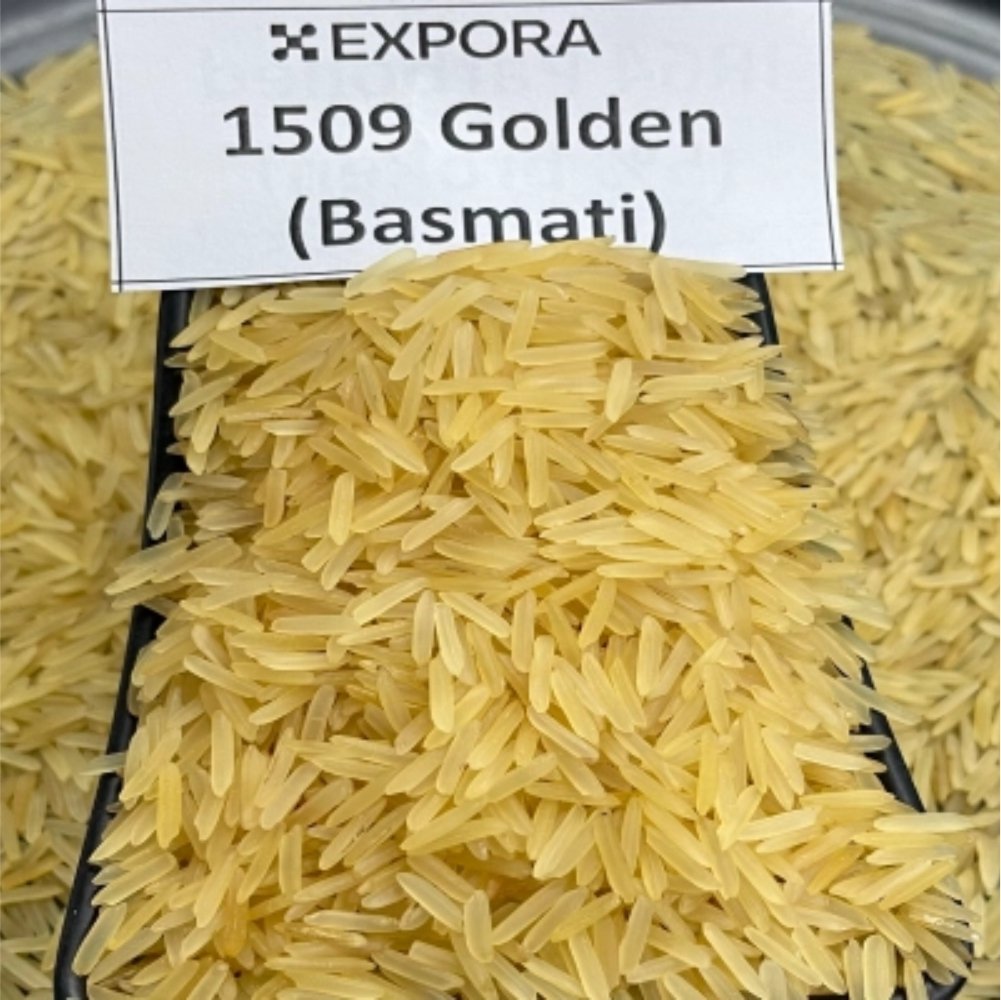 EXPORA
1509 Golden
(Basmati)